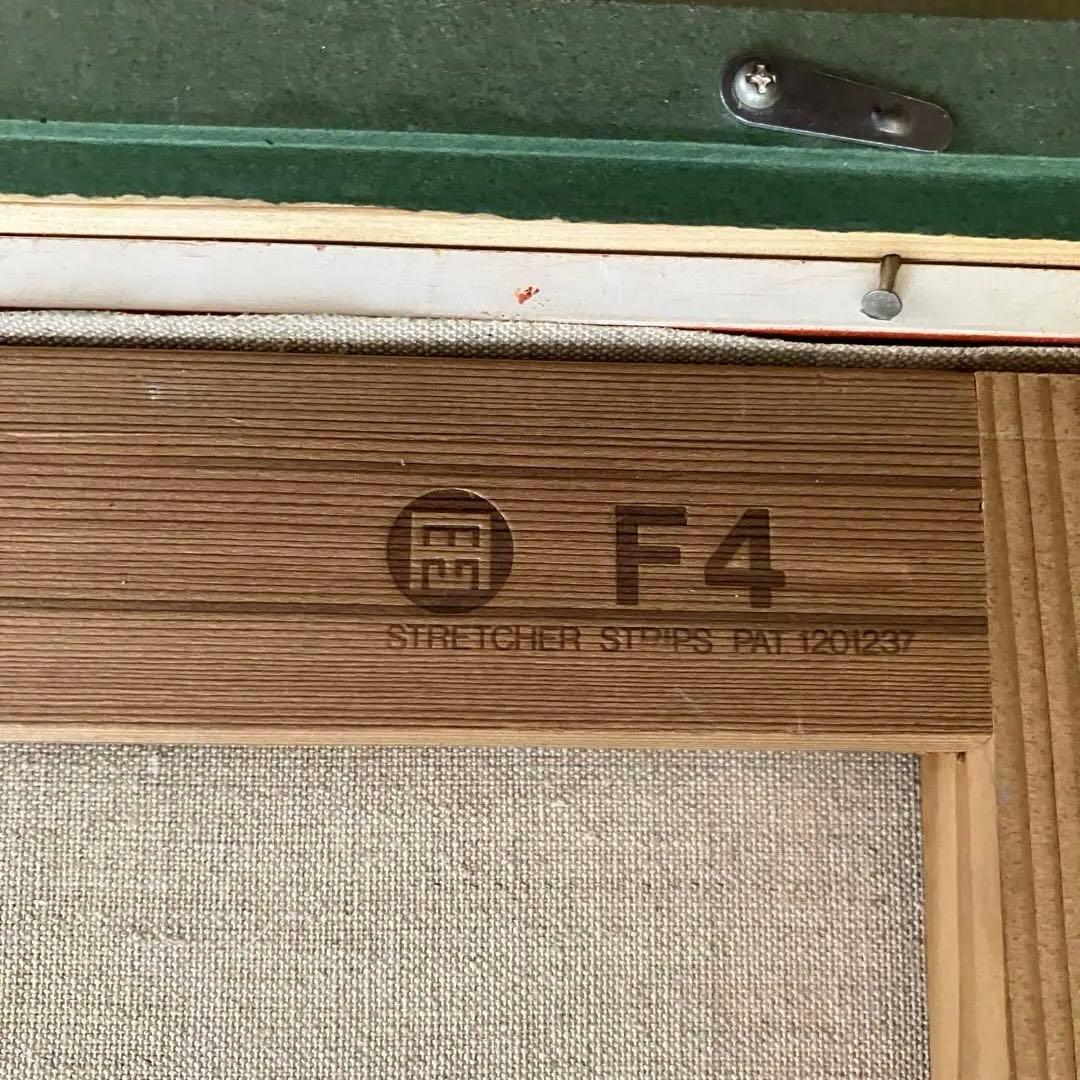 F4
STRETCHER STRIPS PAT. 1201237